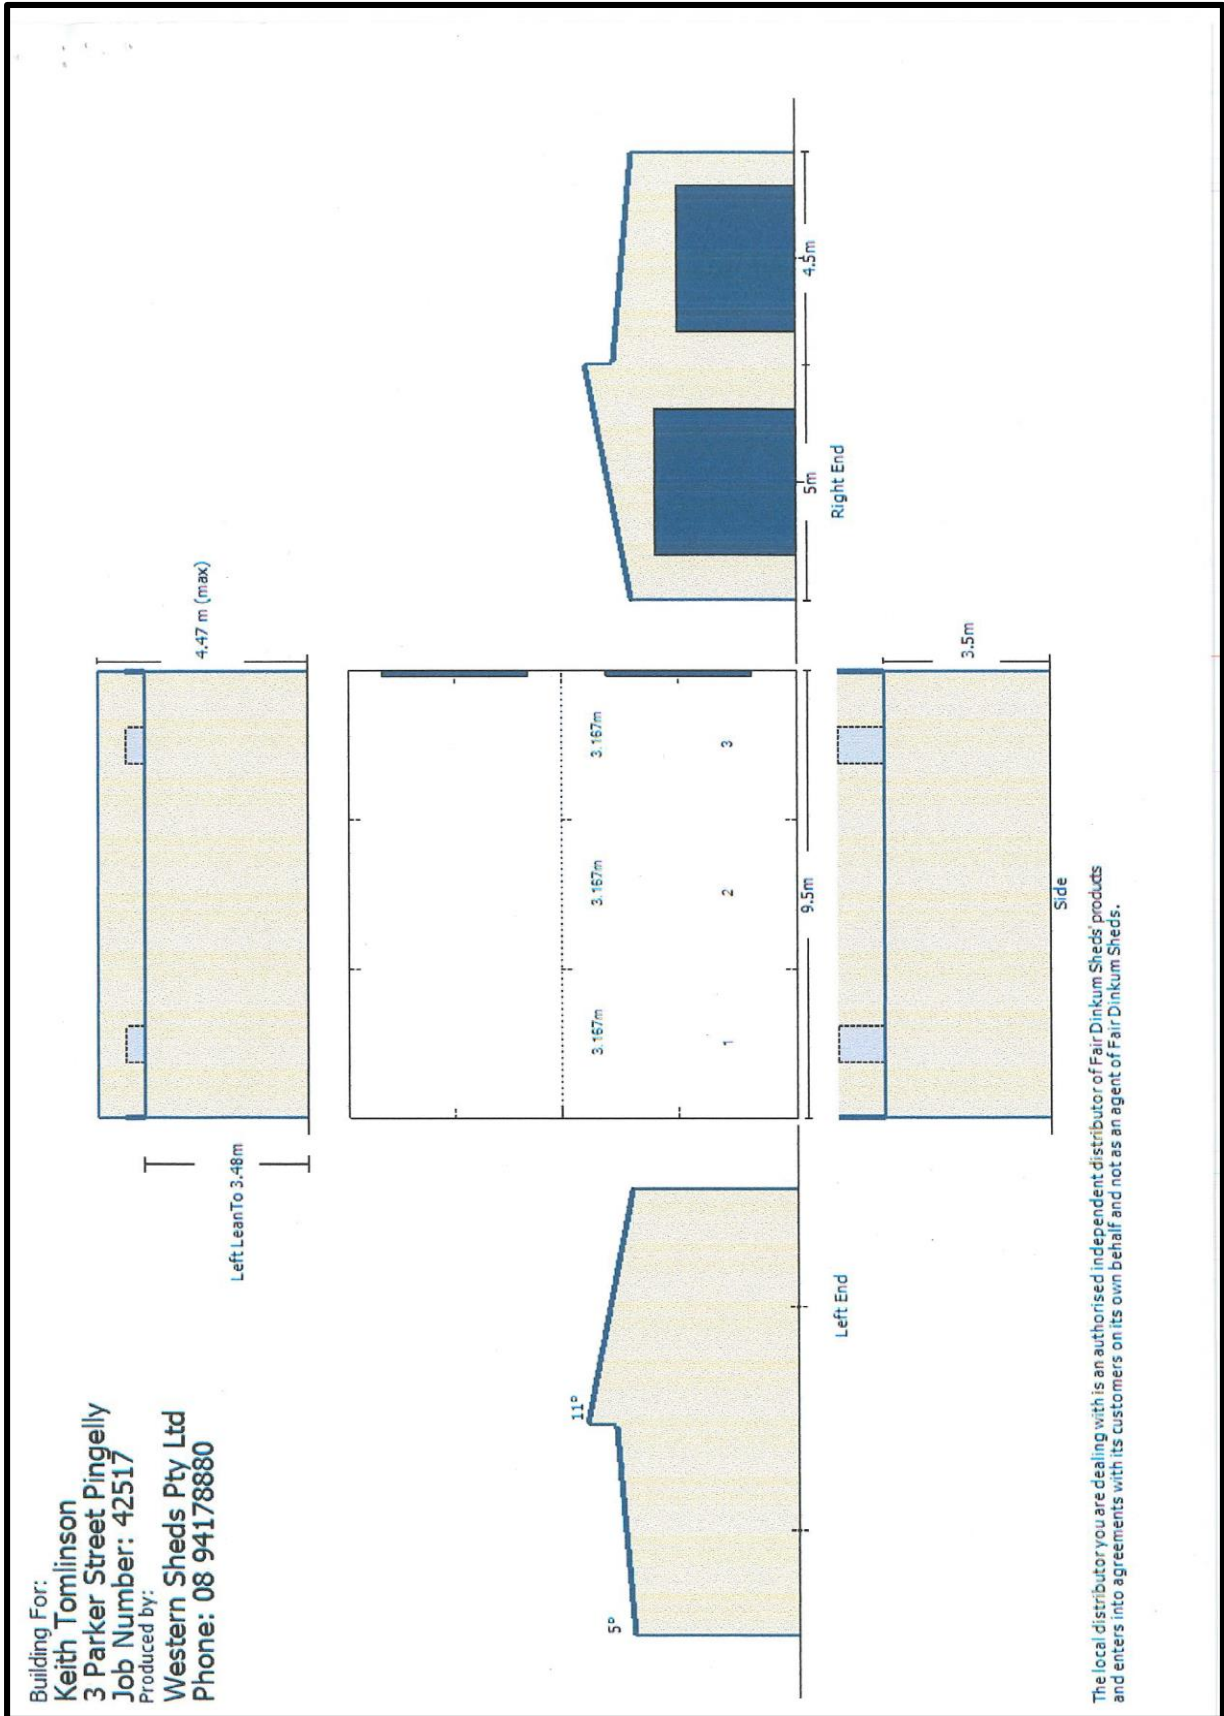 Building For:
Keith Tomlinson
3 Parker Street Pingelly
Job Number: 42517
Produced by:
Western Sheds Pty Ltd
Phone: 08 94178880
Left LeanTo 3.48m
4.47 m (max)
5°
11°
Left End
3.167m
3.167m
3.167m
1
2
3
9.5m
5m
4.5m
Right End
3.5m
Side
The local distributor you are dealing with is an authorised independent distributor of Fair Dinkum Sheds' products
and enters into agreements with its customers on its own behalf and not as an agent of Fair Dinkum Sheds.